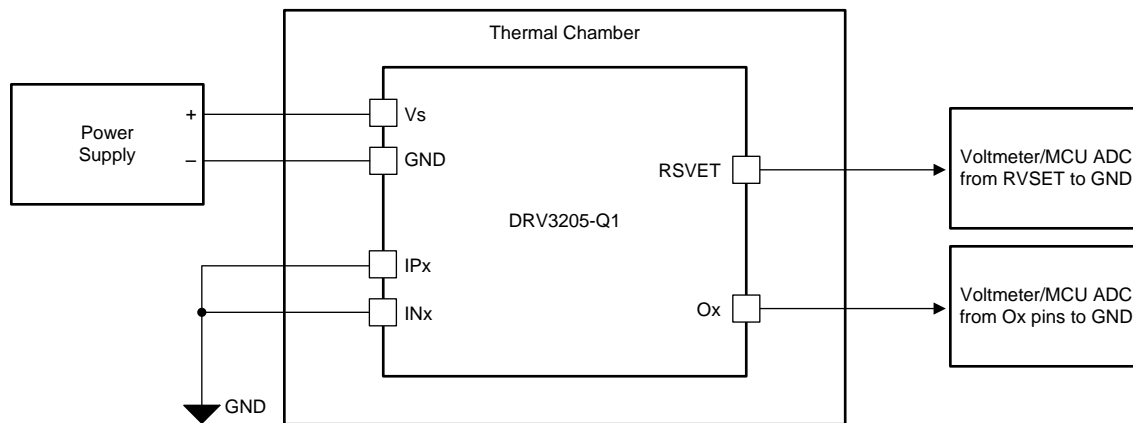 Thermal Chamber
Power
Supply
+
–
Vs
GND
IPx
INx
GND
DRV3205-Q1
RSVET
Ox
Voltmeter/MCU ADC
from RVSET to GND
Voltmeter/MCU ADC
from Ox pins to GND